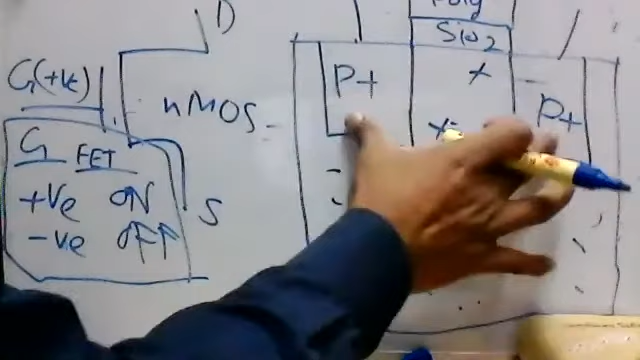 D
Poly
SiO2
G(+ve)
P+
+
-
nMOS
P+
G FET
+ve ON
-ve OFF
S